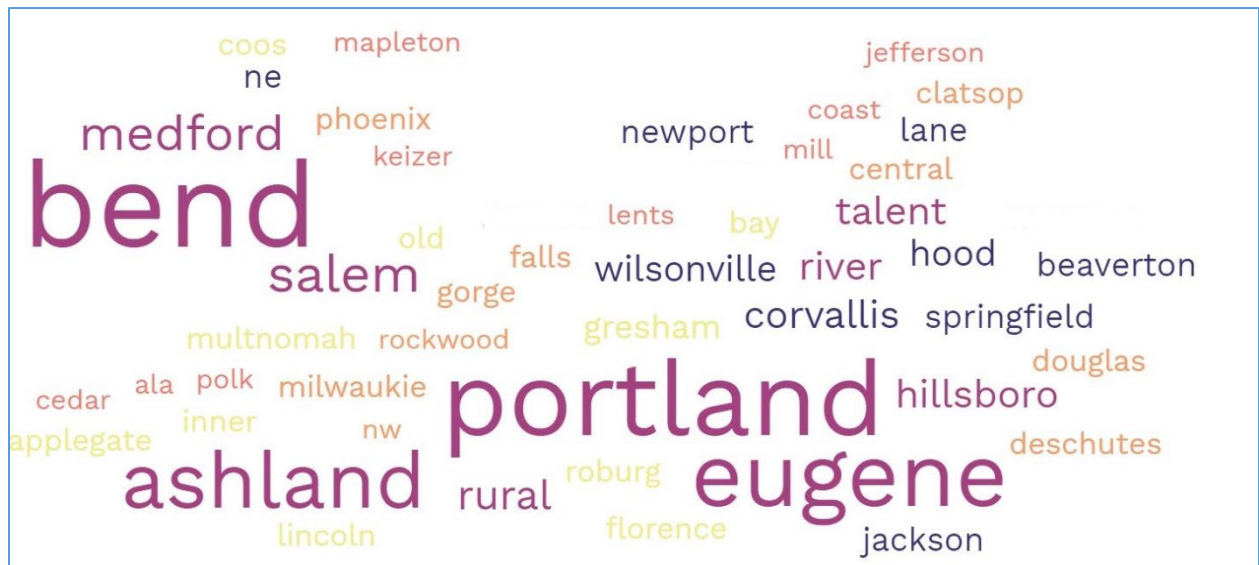 coos
mapleton
jefferson
ne
clatsop
medford
phoenix
newport
coast
lane
keizer
mill
central
bend
lents
bay
talent
old
falls
wilsonville
river
hood
beaverton
salem
gorge
gresham
corvallis
springfield
multnomah
rockwood
douglas
cedar
ala
polk
milwaukie
portland
hillsboro
applegate
inner
nw
deschutes
ashland
rural
roburg
eugene
lincoln
florence
jackson